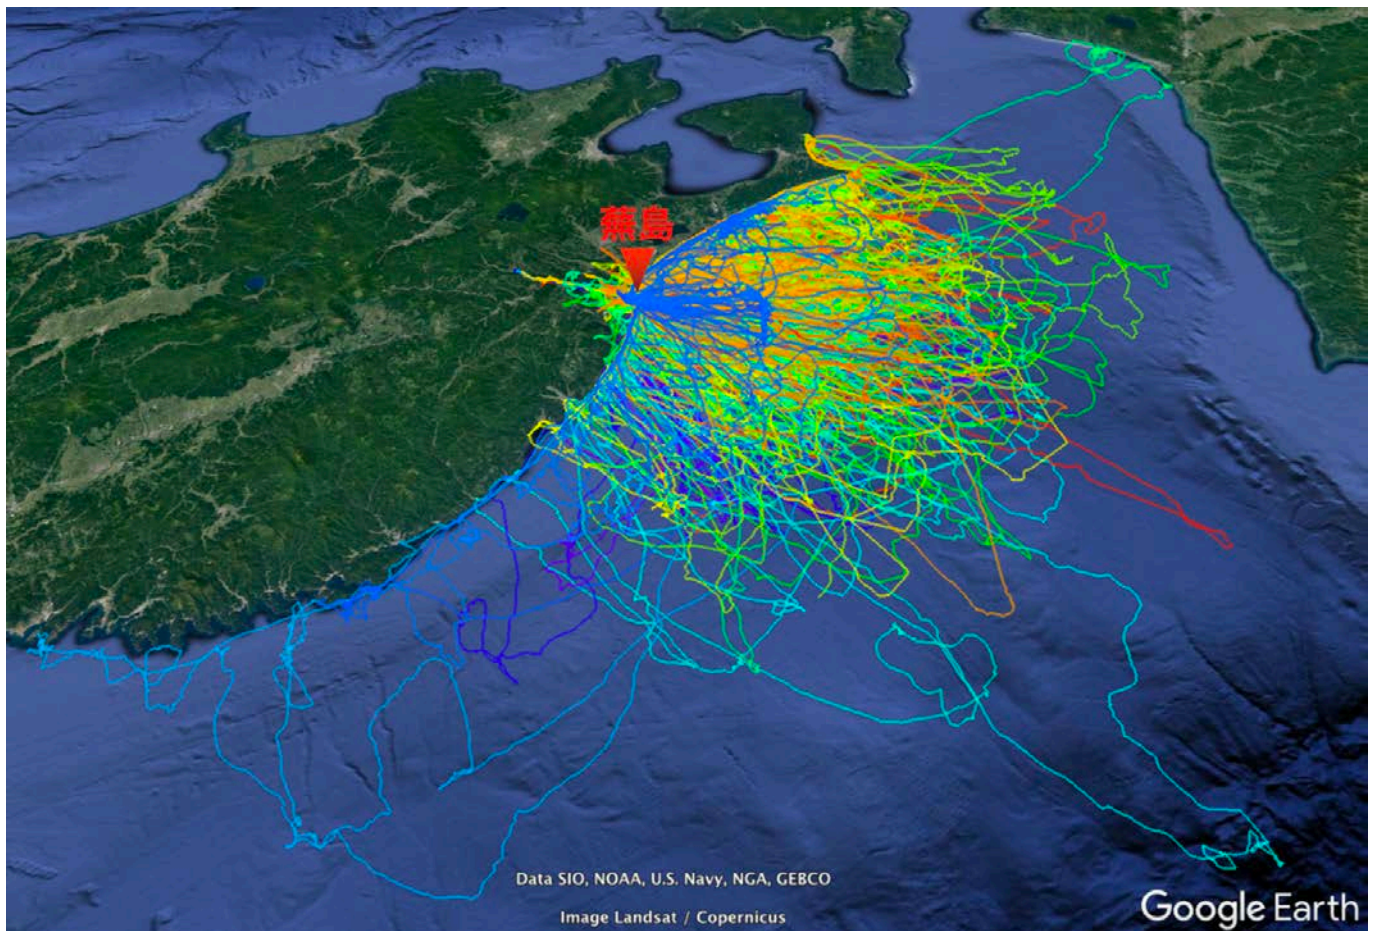 蕪島
Data SIO, NOAA, U.S. Navy, NGA, GEBCO
Image Landsat / Copernicus
Google Earth